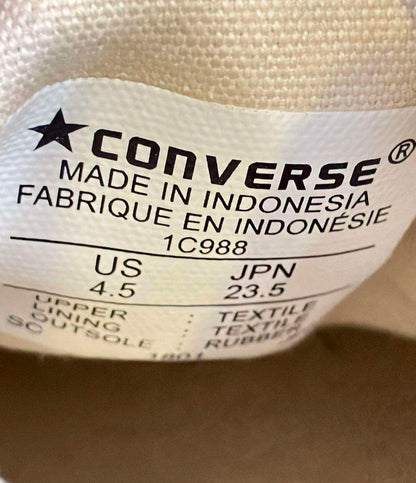 ★CONVERSE®
MADE IN INDONESIA
FABRIQUE EN INDONÉSIE
1C988
US JPN
4.5 23.5
UPPER : TEXTILE
LINING : TEXTILE
OUTSOLE : RUBBER
1801